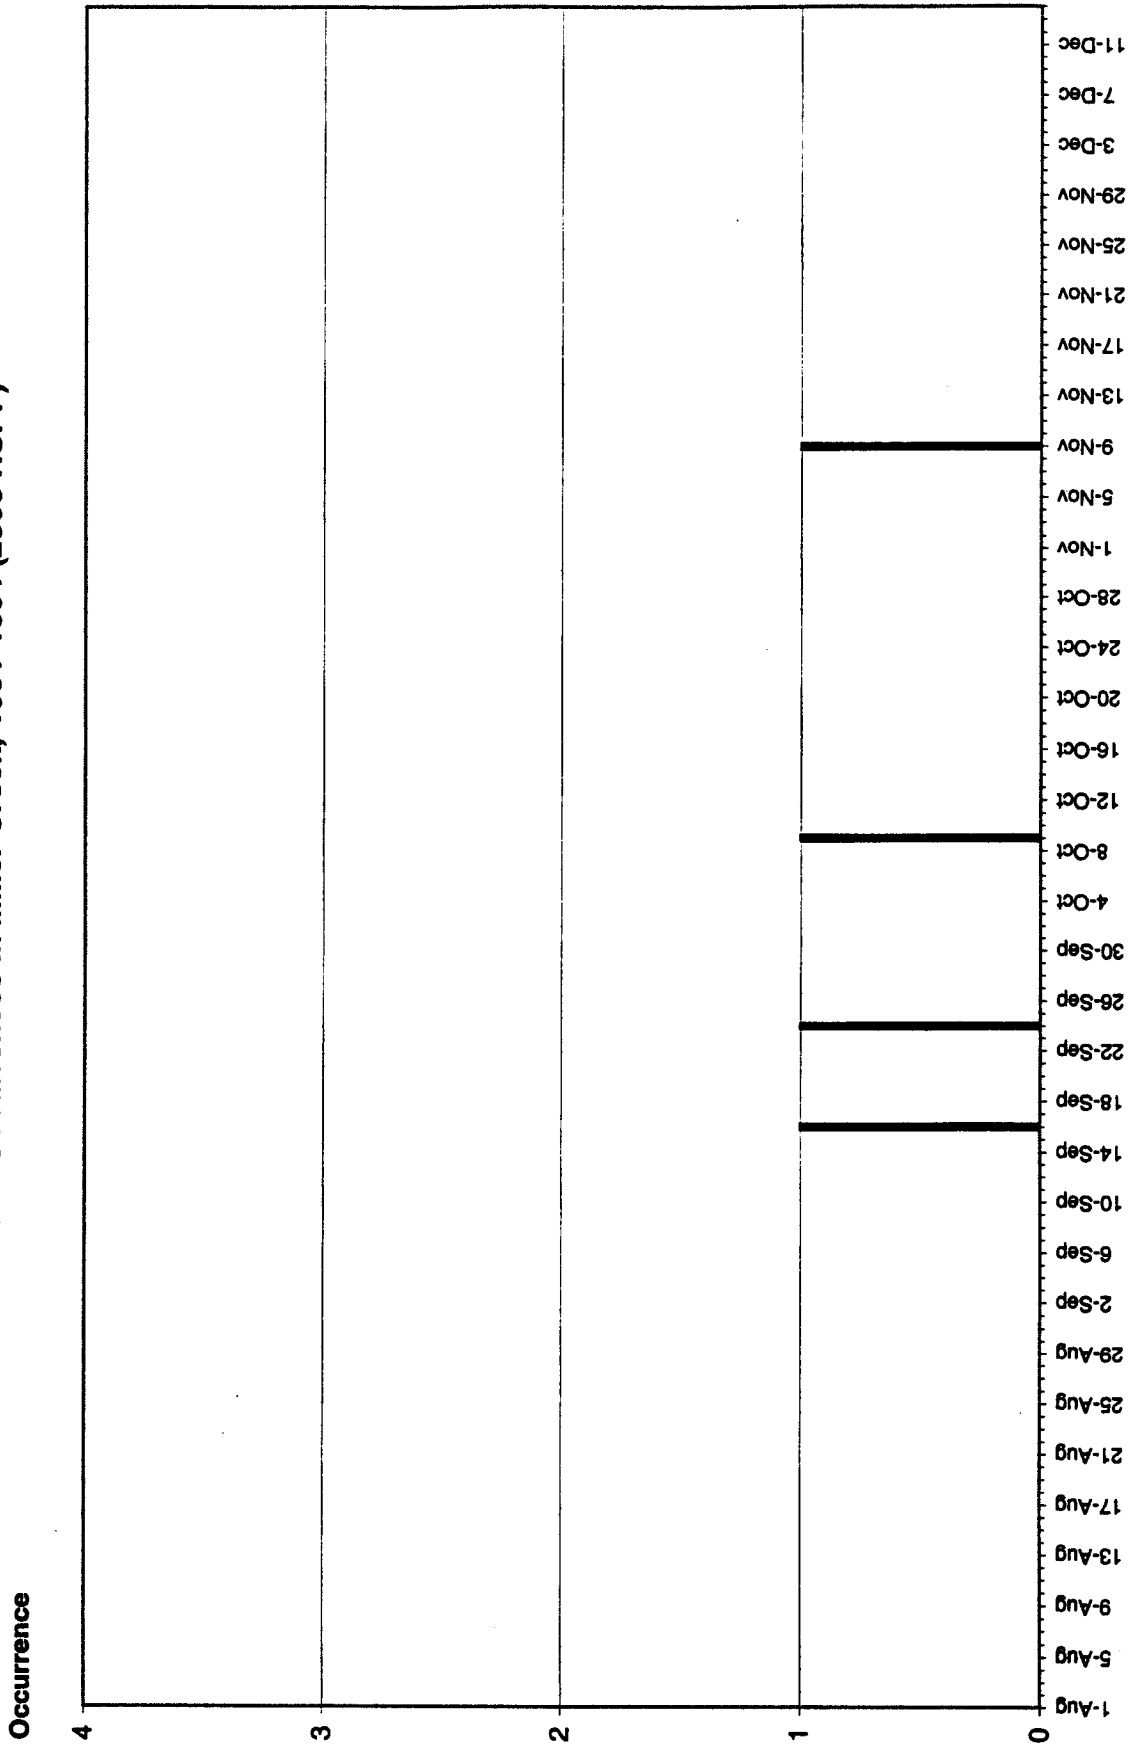 Occurrence
4
3
2
1
0
1-Aug
5-Aug
9-Aug
13-Aug
17-Aug
21-Aug
25-Aug
29-Aug
2-Sep
6-Sep
10-Sep
14-Sep
18-Sep
22-Sep
26-Sep
30-Sep
4-Oct
8-Oct
12-Oct
16-Oct
20-Oct
24-Oct
28-Oct
1-Nov
5-Nov
9-Nov
13-Nov
17-Nov
21-Nov
25-Nov
29-Nov
3-Dec
7-Dec
11-Dec